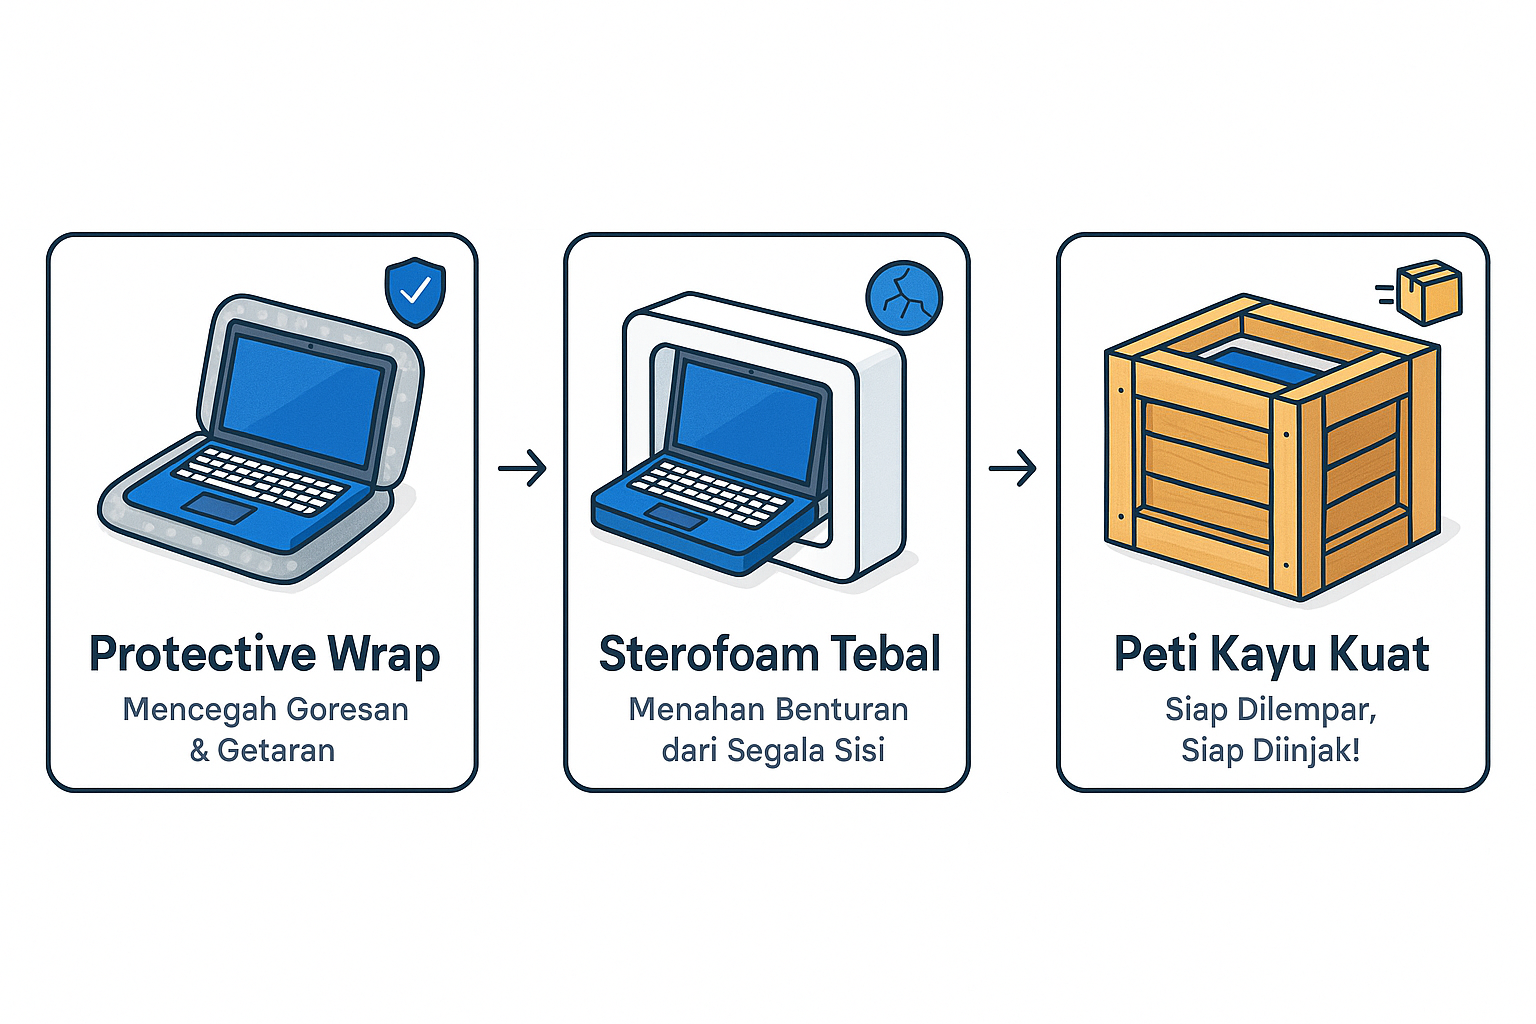 Protective Wrap
Mencegah Goresan
& Getaran
Sterofoam Tebal
Menahan Benturan
dari Segala Sisi
Peti Kayu Kuat
Siap Dilempar,
Siap Diinjak!